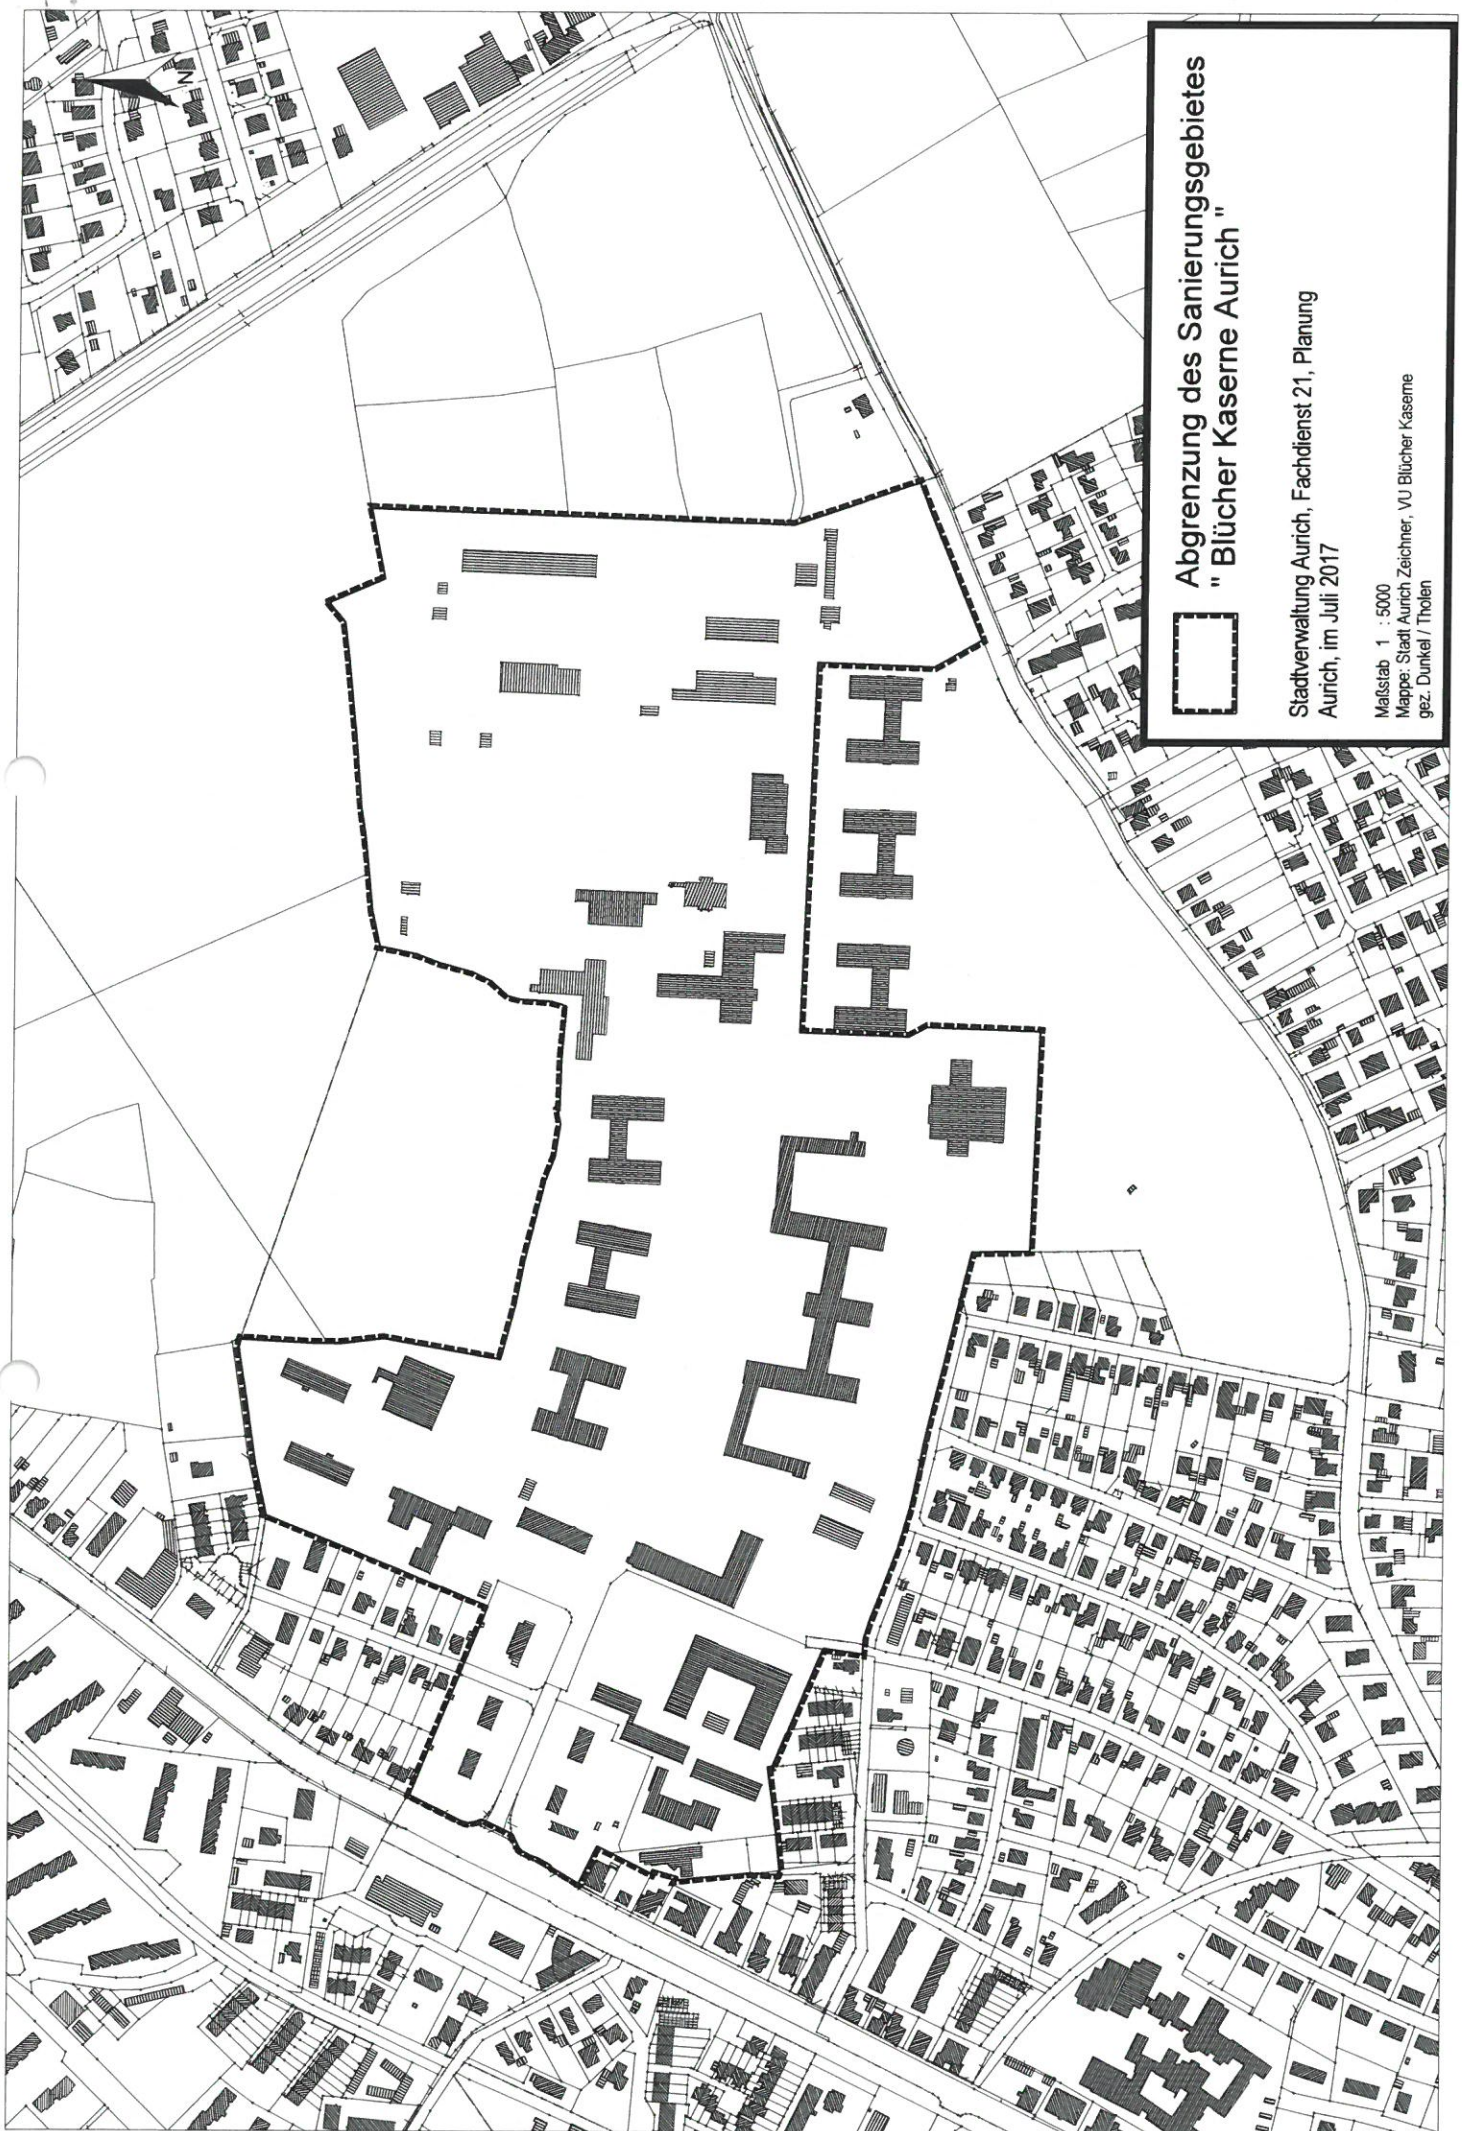 N
Abgrenzung des Sanierungsgebietes
" Blücher Kaserne Aurich "
Stadtverwaltung Aurich, Fachdienst 21, Planung
Aurich, im Juli 2017
Maßstab 1 : 5000
Mappe: Stadt Aurich Zeichner, VU Blücher Kaserne
gez. Dunkel / Tholen